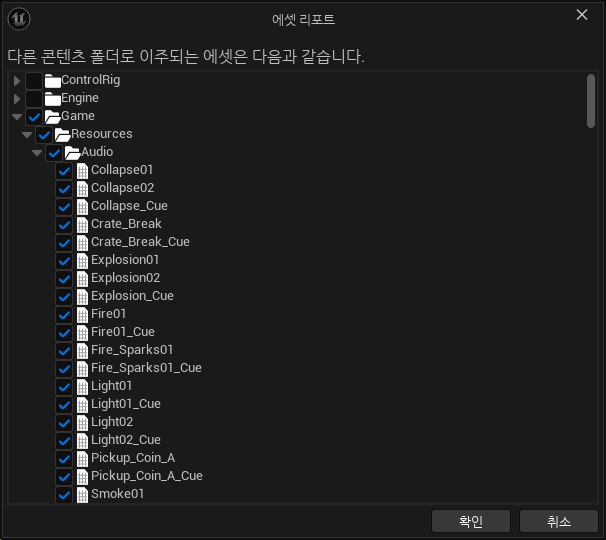 에셋 리포트
다른 콘텐츠 폴더로 이주되는 에셋은 다음과 같습니다.
ControlRig
Engine
Game
Resources
Audio
Collapse01
Collapse02
Collapse_Cue
Crate_Break
Crate_Break_Cue
Explosion01
Explosion02
Explosion_Cue
Fire01
Fire01_Cue
Fire_Sparks01
Fire_Sparks01_Cue
Light01
Light01_Cue
Light02
Light02_Cue
Pickup_Coin_A
Pickup_Coin_A_Cue
Smoke01
확인 취소